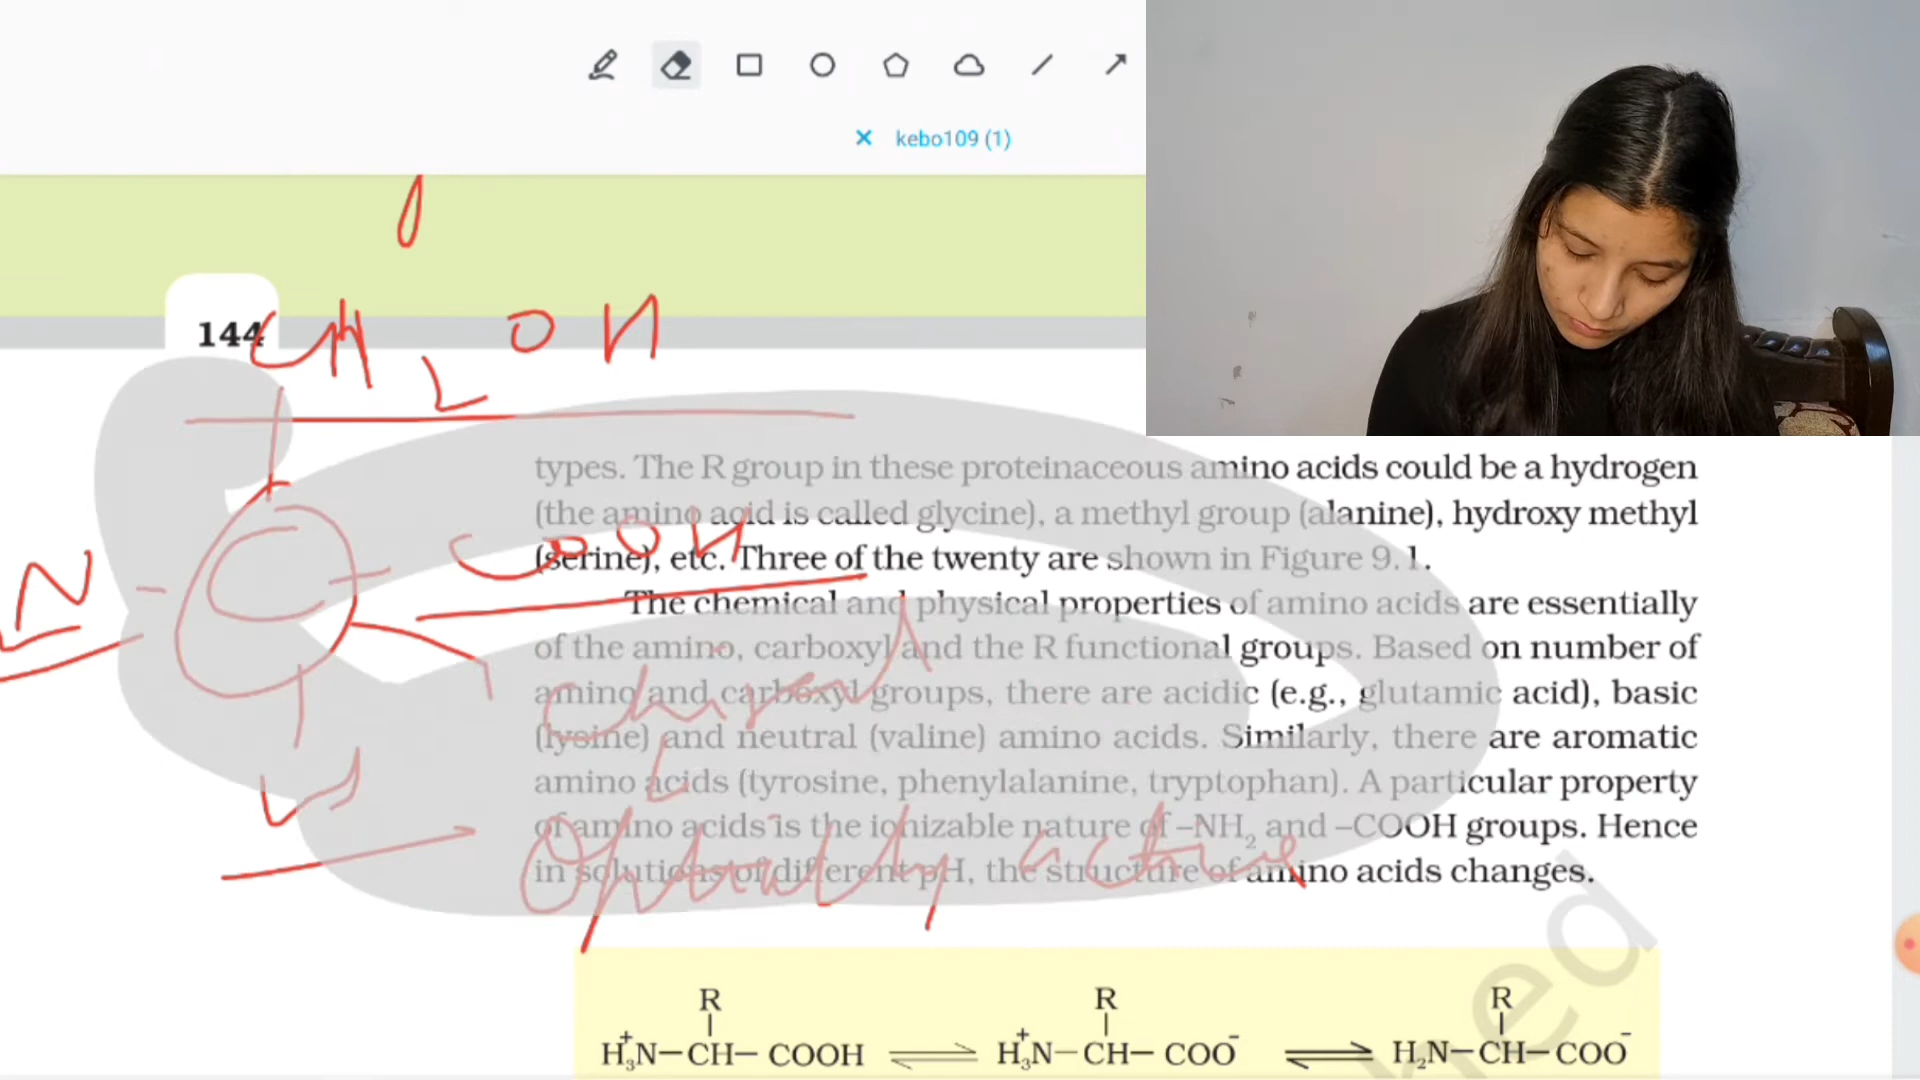 kebo109 (1)
144
CH2OH
N
COOH
types. The R group in these proteinaceous amino acids could be a hydrogen
(the amino acid is called glycine), a methyl group (alanine), hydroxy methyl
(serine), etc. Three of the twenty are shown in Figure 9.1.
The chemical and physical properties of amino acids are essentially
of the amino, carboxyl and the R functional groups. Based on number of
amino and carboxyl groups, there are acidic (e.g., glutamic acid), basic
(lysine) and neutral (valine) amino acids. Similarly, there are aromatic
amino acids (tyrosine, phenylalanine, tryptophan). A particular property
of amino acids is the ionizable nature of –NH2 and –COOH groups. Hence
in solutions of different pH, the structure of amino acids changes.
chiral
Optically active
R R R
H3N+–CH–COOH ⇌ H3N+–CH–COO- ⇌ H2N–CH–COO-